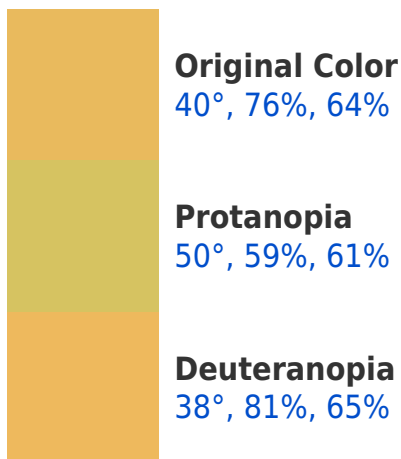 Original Color
40°, 76%, 64%
Protanopia
50°, 59%, 61%
Deuteranopia
38°, 81%, 65%